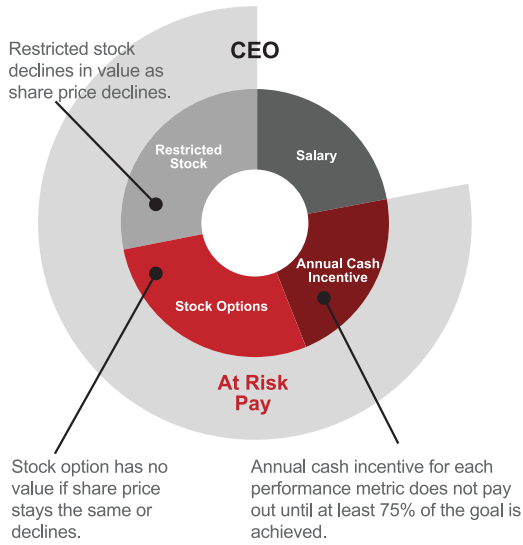 CEO
Restricted stock
declines in value as
share price declines.
Restricted
Stock
Salary
Annual Cash
Incentive
Stock Options
At Risk
Pay
Stock option has no
value if share price
stays the same or
declines.
Annual cash incentive for each
performance metric does not pay
out until at least 75% of the goal is
achieved.